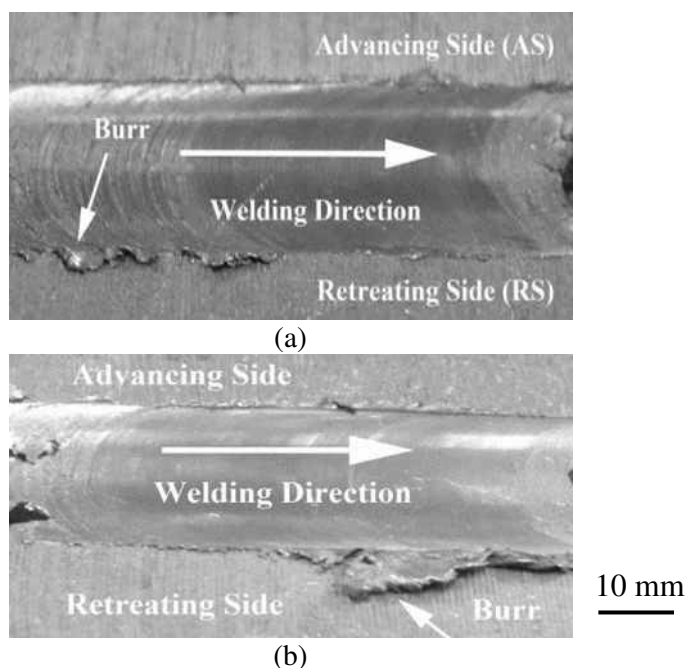 Advancing Side (AS)
Burr
Welding Direction
Retreating Side (RS)
(a)
Advancing Side
Welding Direction
Retreating Side
Burr
10 mm
(b)